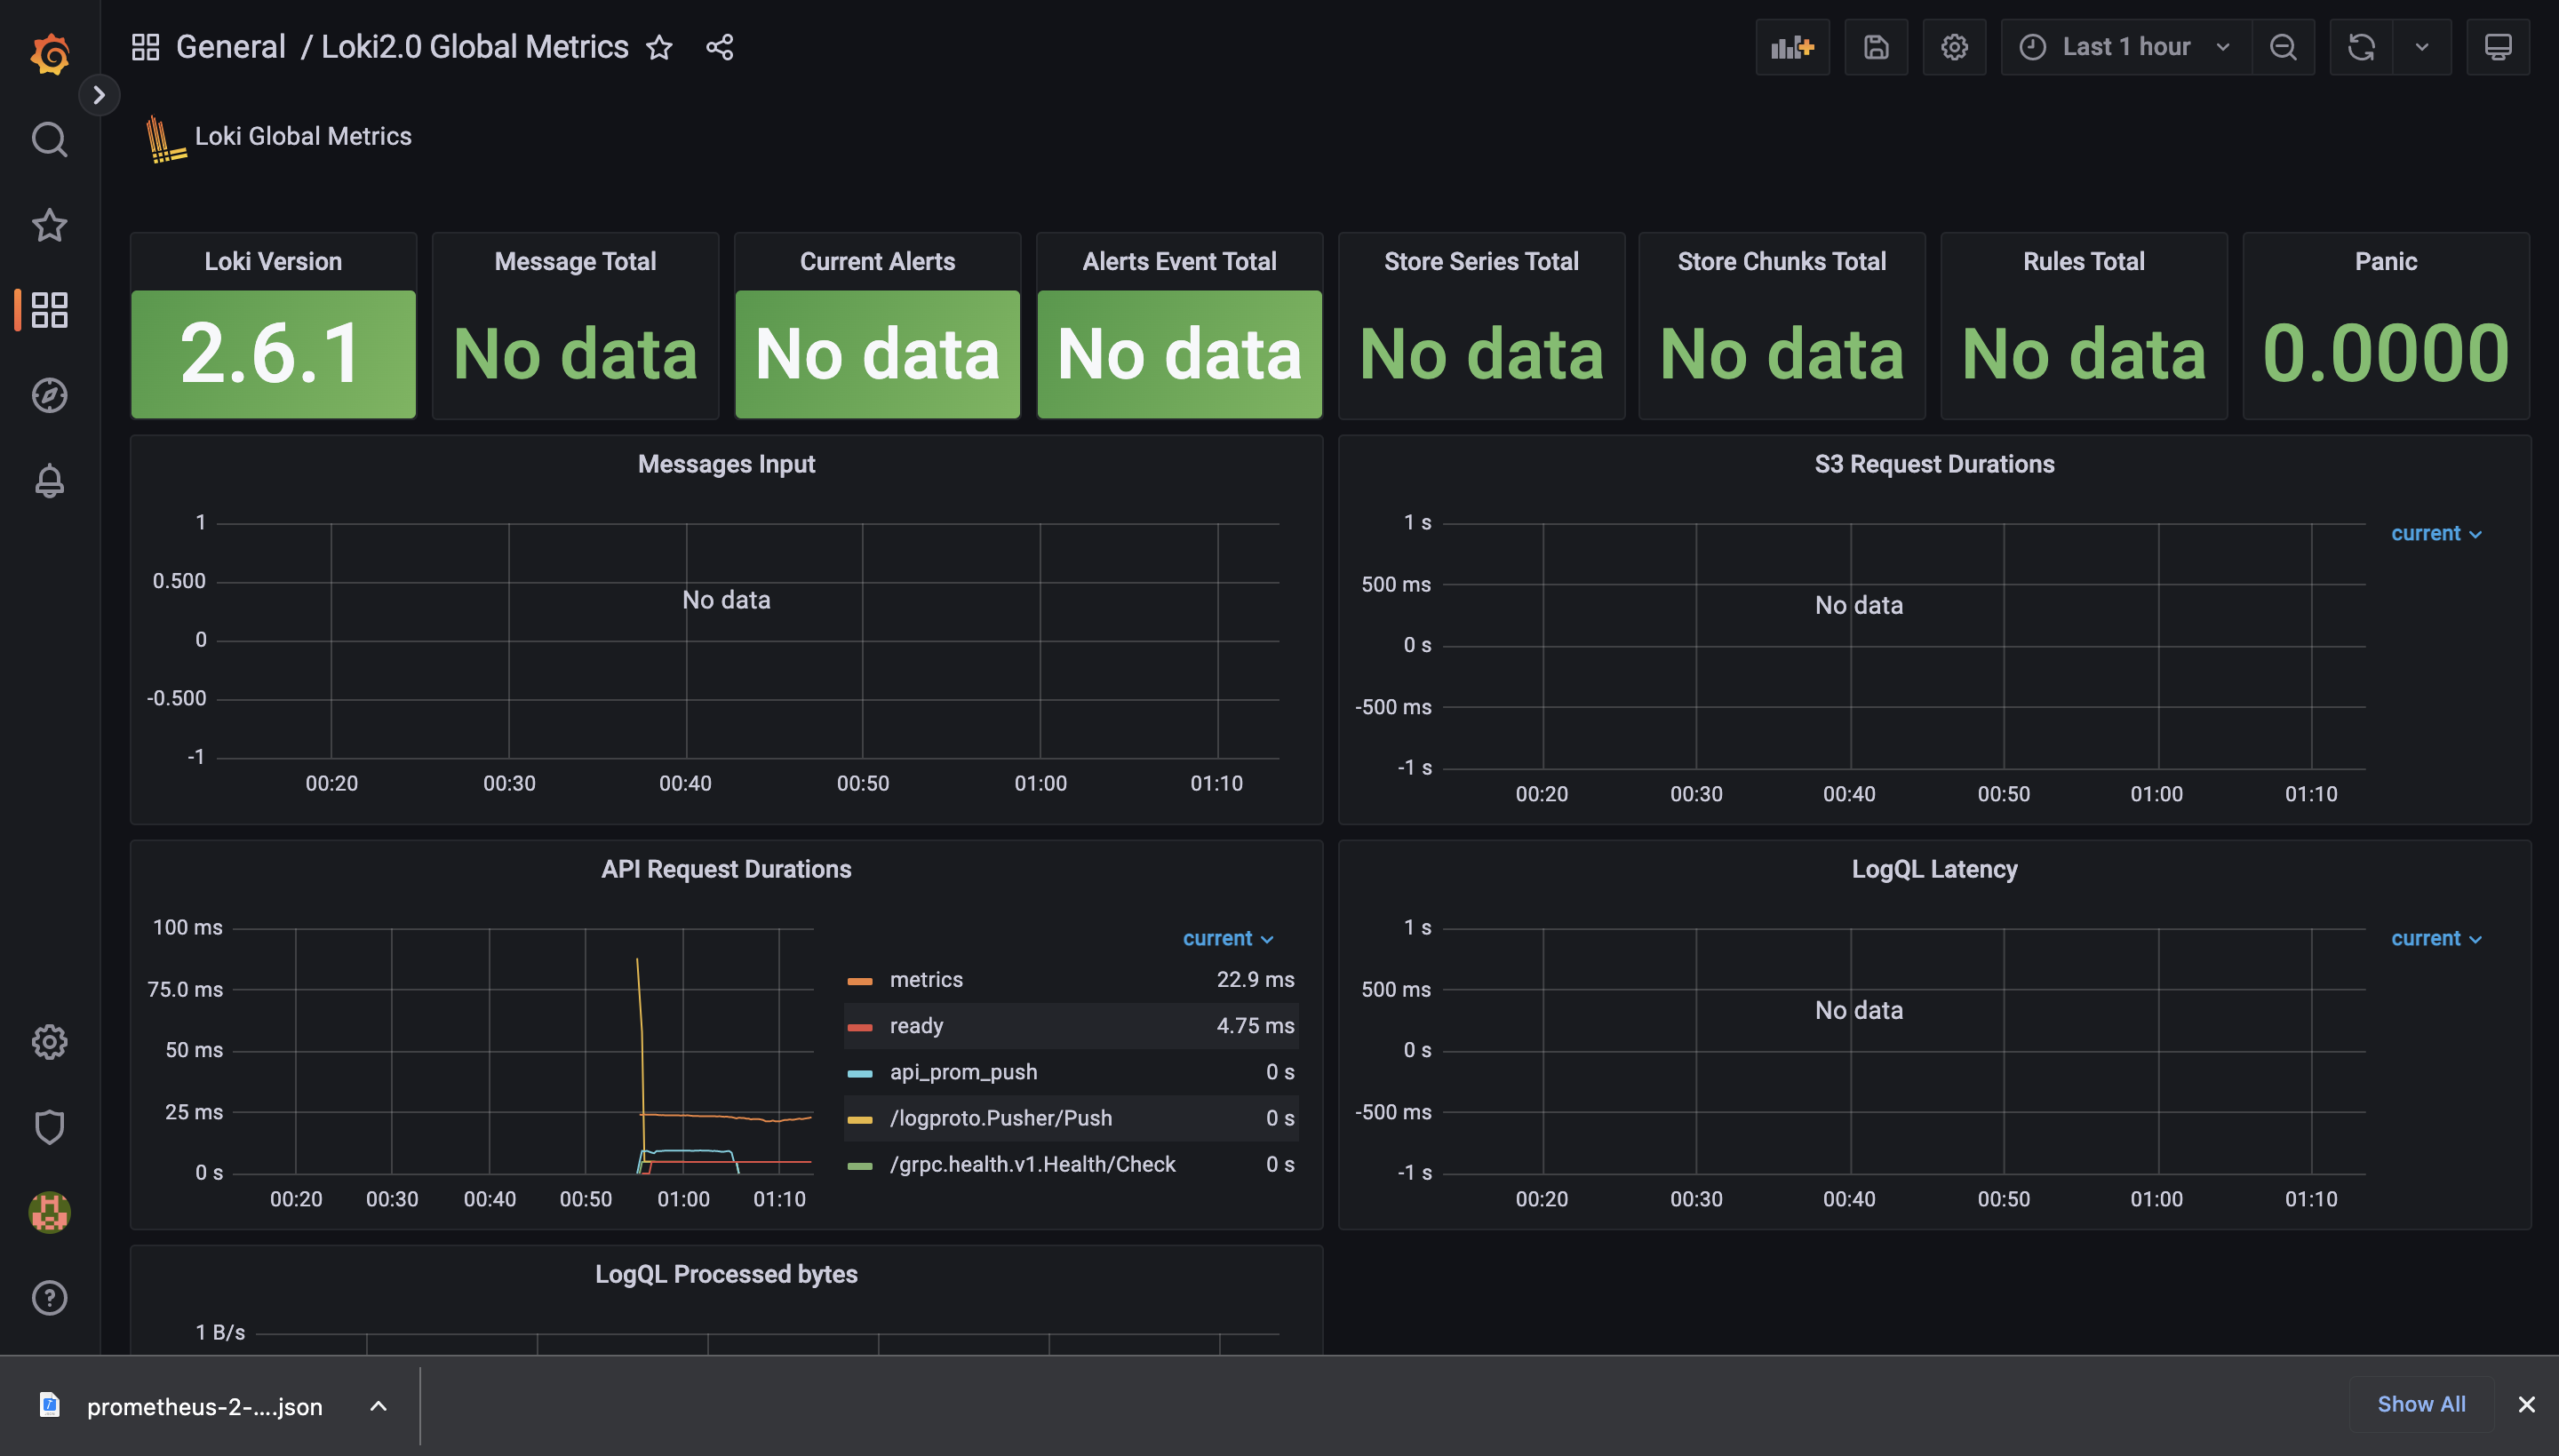 General / Loki2.0 Global Metrics
Last 1 hour
Loki Global Metrics
Loki Version
2.6.1
Message Total
No data
Current Alerts
No data
Alerts Event Total
No data
Store Series Total
No data
Store Chunks Total
No data
Rules Total
No data
Panic
0.0000
Messages Input
1
0.500
0
-0.500
-1
No data
00:20 00:30 00:40 00:50 01:00 01:10
S3 Request Durations
1 s
500 ms
0 s
-500 ms
-1 s
No data
00:20 00:30 00:40 00:50 01:00 01:10
current
API Request Durations
100 ms
75.0 ms
50 ms
25 ms
0 s
00:20 00:30 00:40 00:50 01:00 01:10
current
metrics 22.9 ms
ready 4.75 ms
api_prom_push 0 s
/logproto.Pusher/Push 0 s
/grpc.health.v1.Health/Check 0 s
LogQL Latency
1 s
500 ms
0 s
-500 ms
-1 s
No data
00:20 00:30 00:40 00:50 01:00 01:10
current
LogQL Processed bytes
1 B/s
prometheus-2-....json
Show All